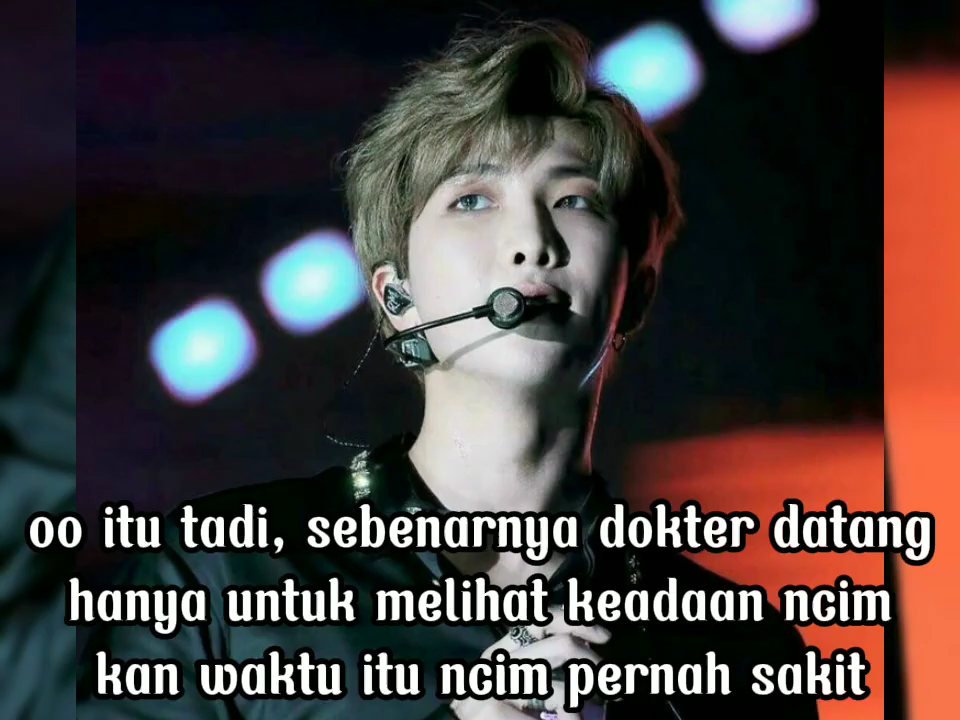 oo itu tadi, sebenarnya dokter datang
hanya untuk melihat keadaan ncim
kan waktu itu ncim pernah sakit